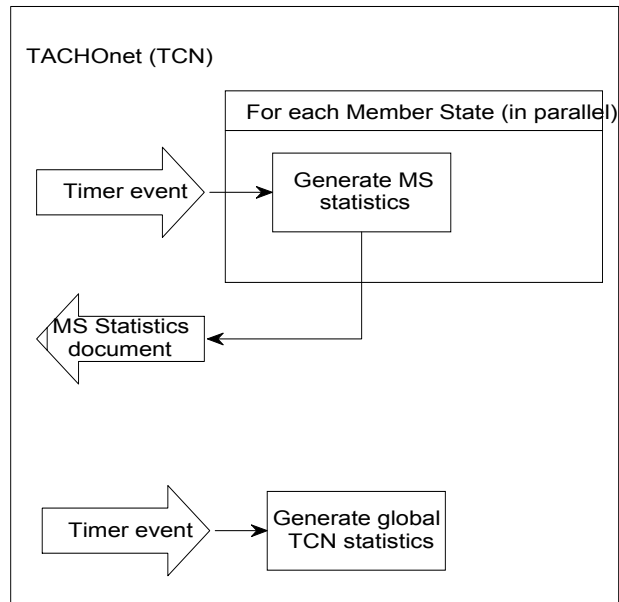 TACHOnet (TCN)
For each Member State (in parallel)
Timer event
Generate MS
statistics
MS Statistics
document
Timer event
Generate global
TCN statistics